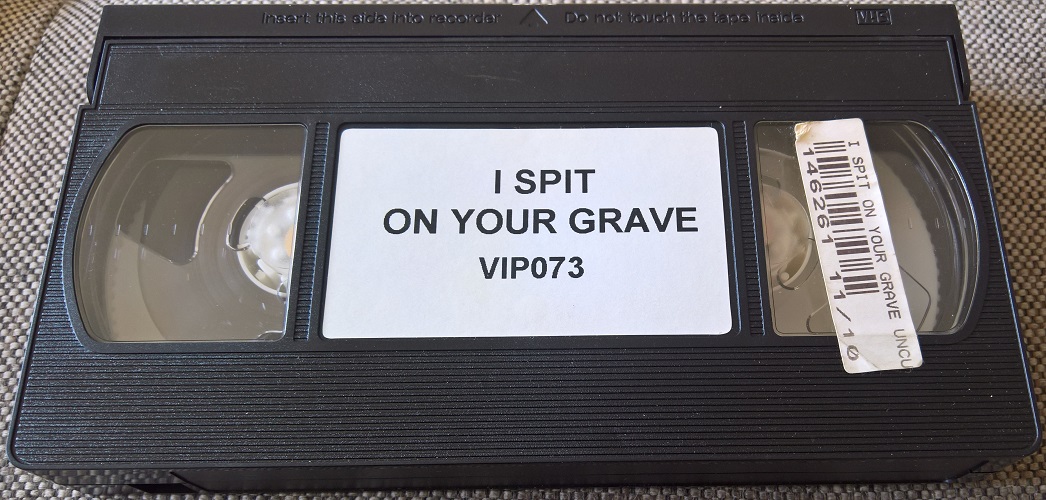 Insert this side into recorder
Do not touch the tape inside
VHS
I SPIT
ON YOUR GRAVE
VIP073
I SPIT ON YOUR GRAVE UNCU
146261 11/10